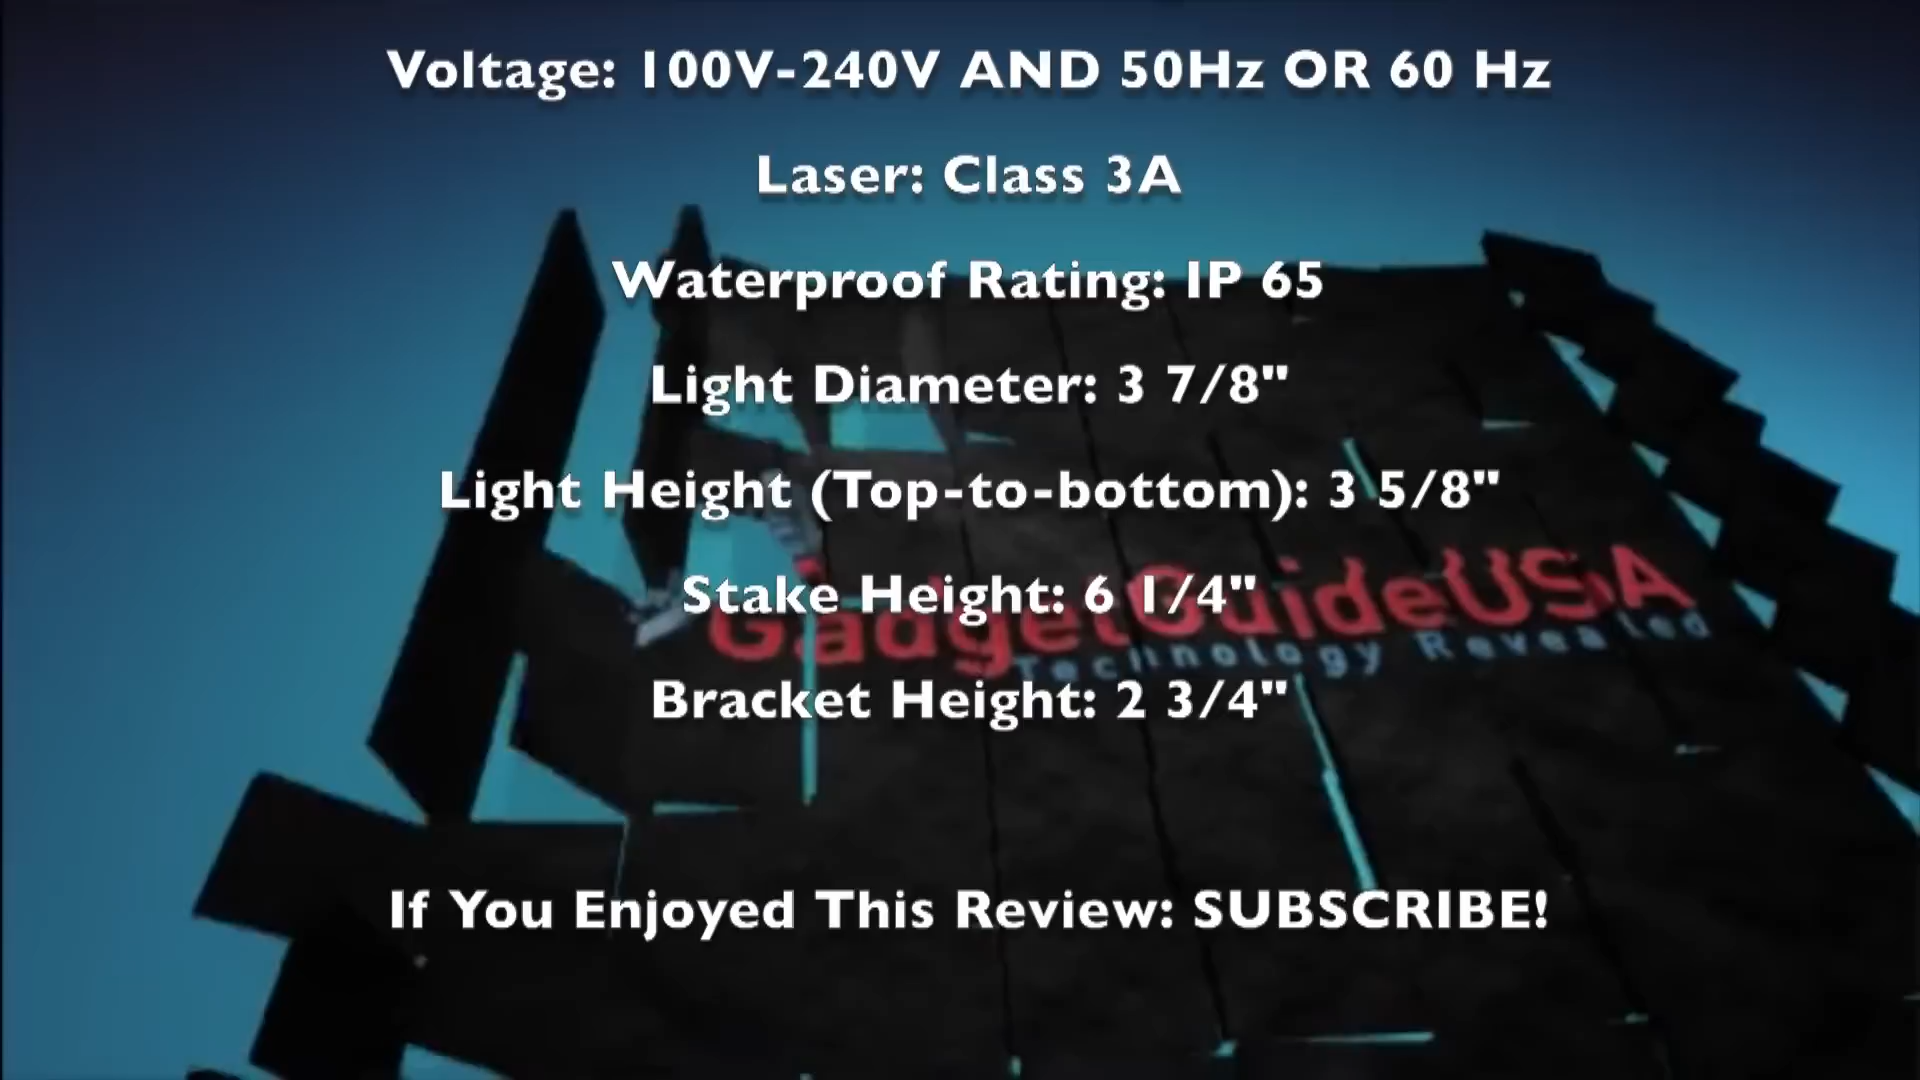 Voltage: 100V-240V AND 50Hz OR 60 Hz
Laser: Class 3A
Waterproof Rating: IP 65
Light Diameter: 3 7/8"
Light Height (Top-to-bottom): 3 5/8"
Stake Height: 6 1/4"
GadgetGuideUSA
Technology Revealed
Bracket Height: 2 3/4"
If You Enjoyed This Review: SUBSCRIBE!